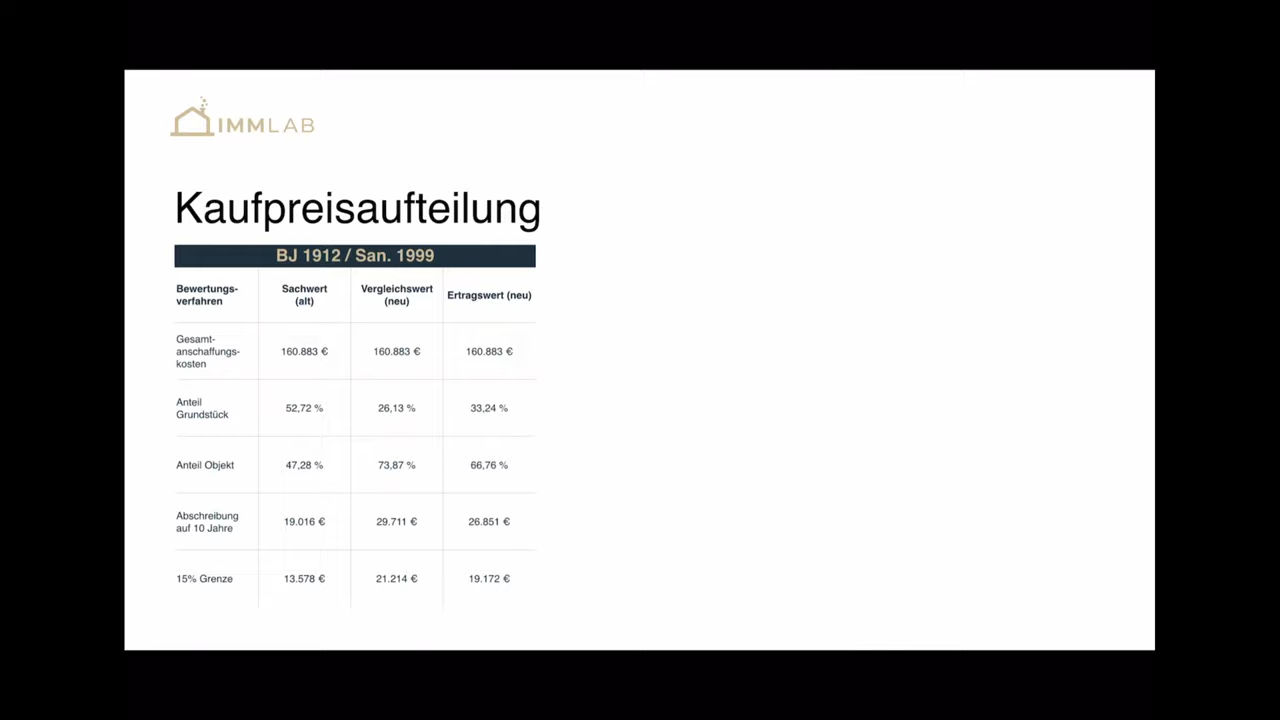 IMMLAB
Kaufpreisaufteilung
BJ 1912 / San. 1999
Bewertungs-
verfahren
Sachwert
(alt)
Vergleichswert
(neu)
Ertragswert (neu)
Gesamt-
anschaffungs-
kosten
160.883 €
160.883 €
160.883 €
Anteil
Grundstück
52,72 %
26,13 %
33,24 %
Anteil Objekt
47,28 %
73,87 %
66,76 %
Abschreibung
auf 10 Jahre
19.016 €
29.711 €
26.851 €
15% Grenze
13.578 €
21.214 €
19.172 €